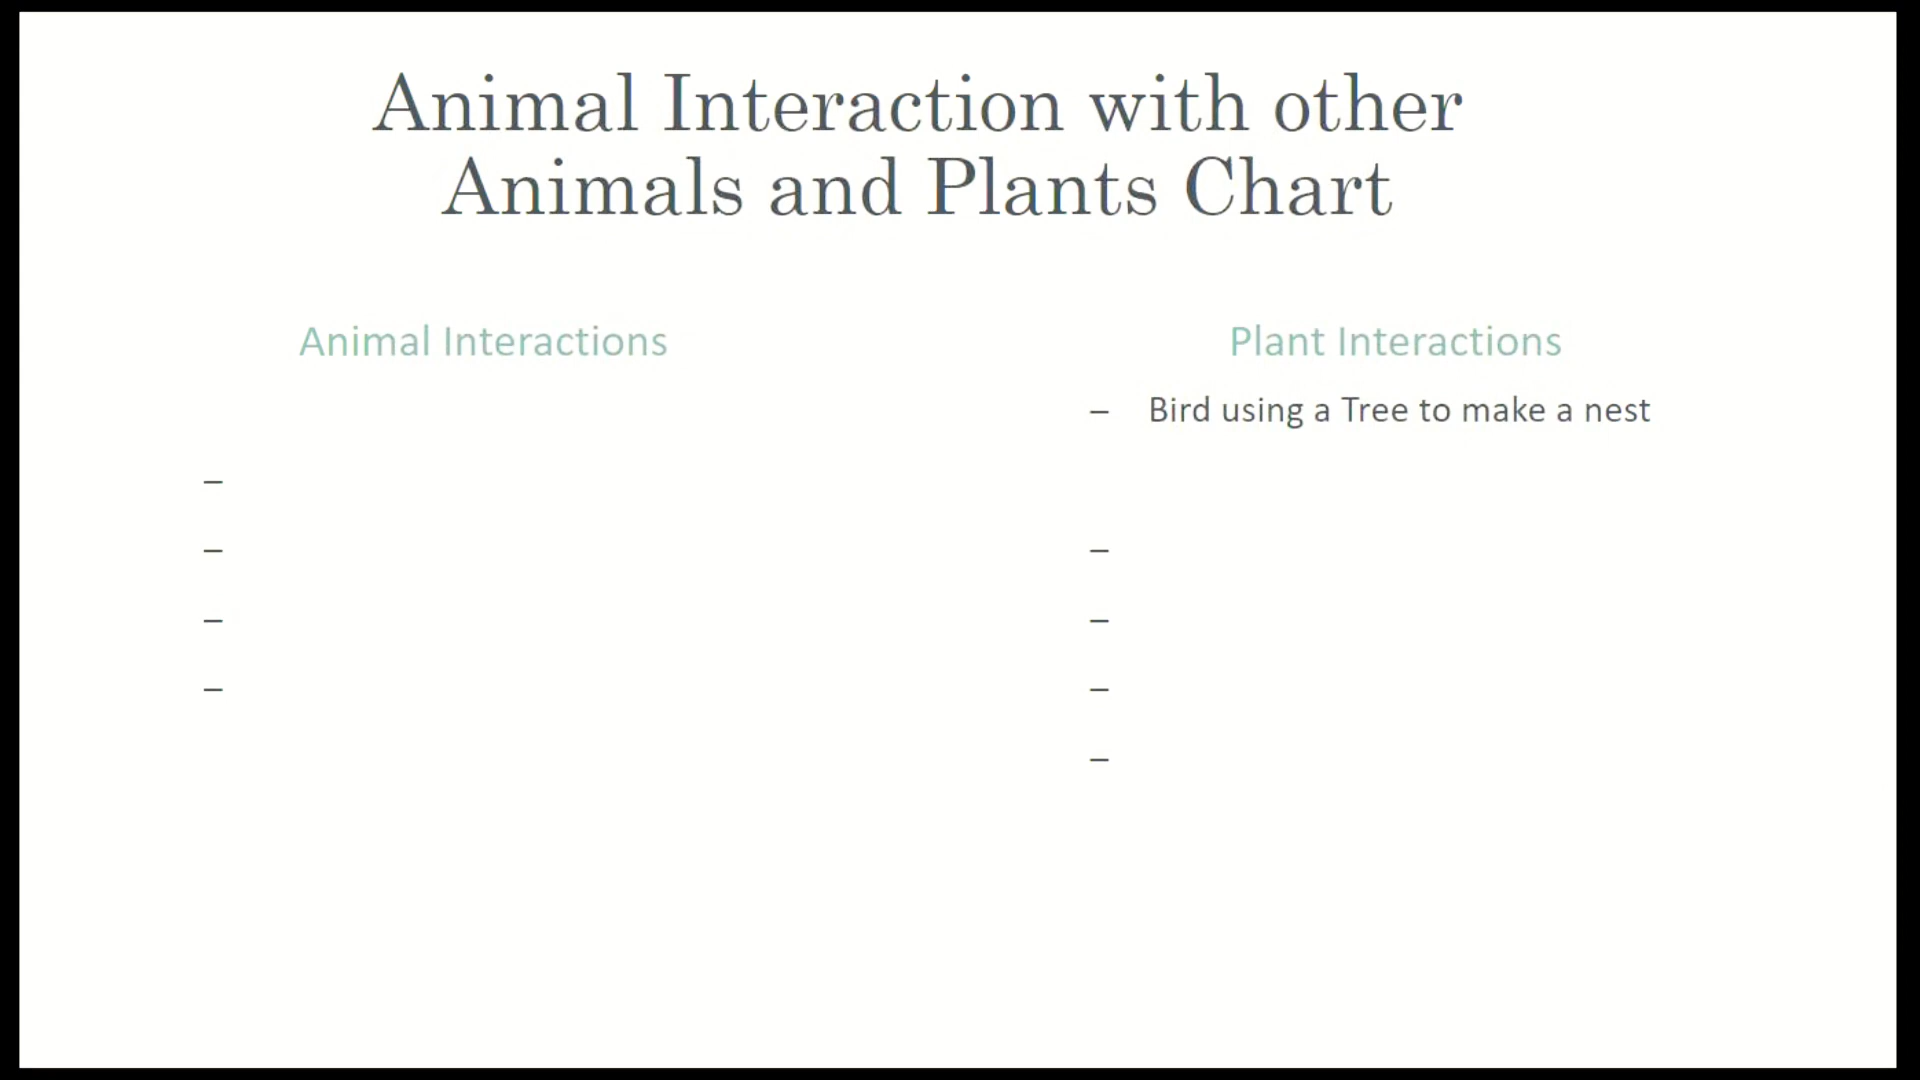 Animal Interaction with other
Animals and Plants Chart
Animal Interactions
–
–
–
–
Plant Interactions
– Bird using a Tree to make a nest
–
–
–
–